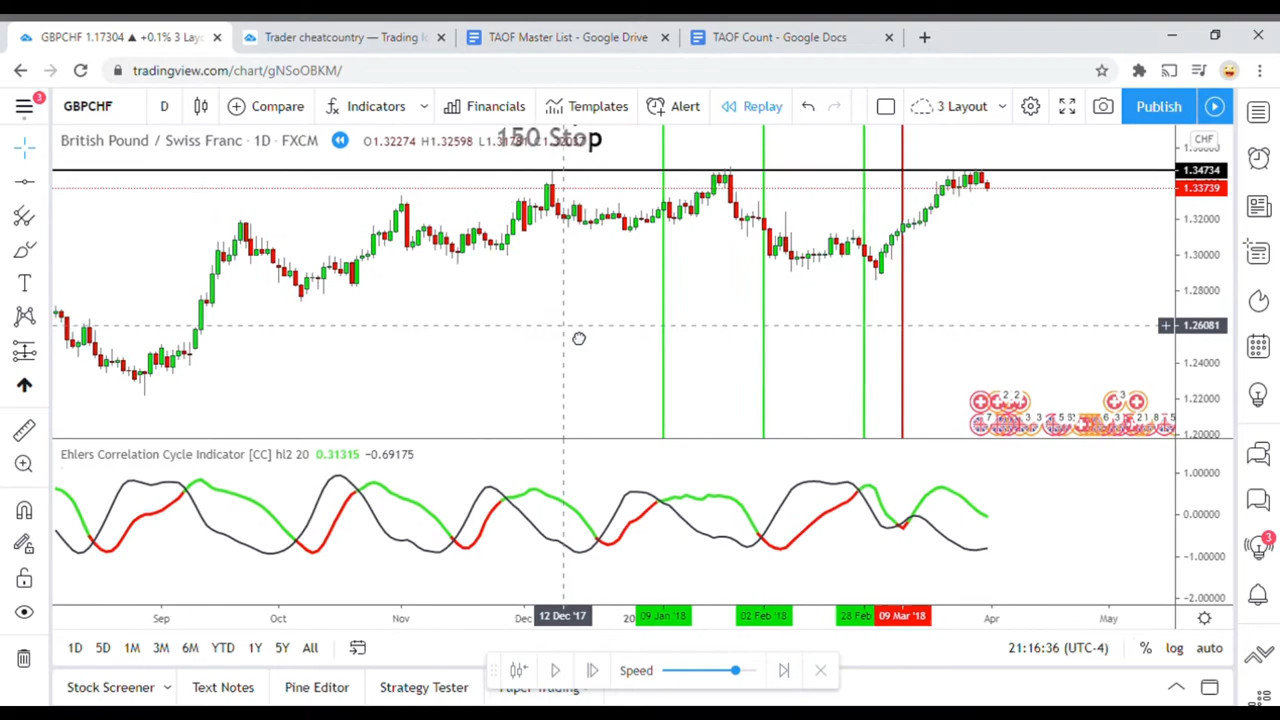 GBPCHF 1.17304 ▲ +0.1% 3 Layo
Trader cheatcountry — Trading I
TAOF Master List - Google Drive
TAOF Count - Google Docs
tradingview.com/chart/gNSoOBKM/
3
GBPCHF D Compare Indicators Financials Templates Alert Replay 3 Layout Publish
150 Stop
British Pound / Swiss Franc · 1D · FXCM O1.32274 H1.32598
CHF
1.34734
1.33739
1.32000
1.30000
1.28000
1.26081
1.24000
1.22000
1.20000
Ehlers Correlation Cycle Indicator [CC] hl2 20 0.31315 −0.69175
1.00000
0.00000
−1.00000
−2.00000
Sep Oct Nov Dec 12 Dec '17 20 09 Jan '18 02 Feb '18 28 Feb 09 Mar '18 Apr May
3
1D 5D 1M 3M 6M YTD 1Y 5Y All
21:16:36 (UTC-4) % log auto
Speed
Stock Screener Text Notes Pine Editor Strategy Tester Paper Trading